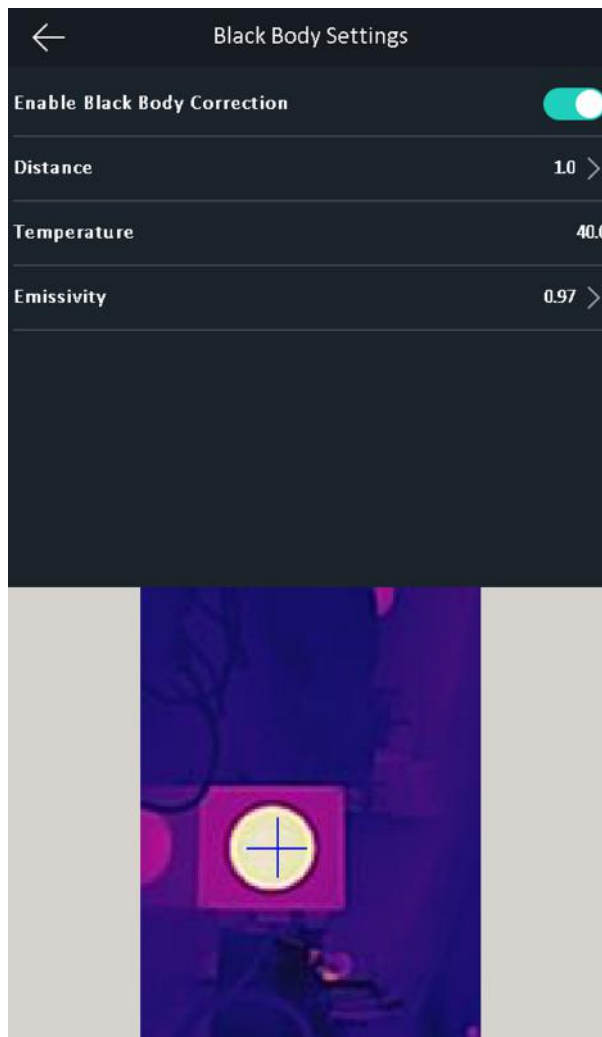 Black Body Settings
Enable Black Body Correction
Distance 1.0
Temperature
Emissivity 0.97